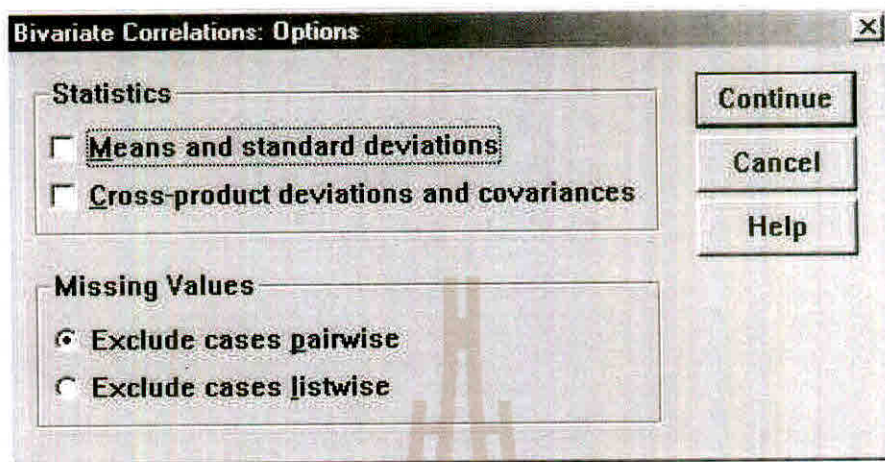 Bivariate Correlations: Options
Statistics
Means and standard deviations
Cross-product deviations and covariances
Missing Values
Exclude cases pairwise
Exclude cases listwise
Continue
Cancel
Help